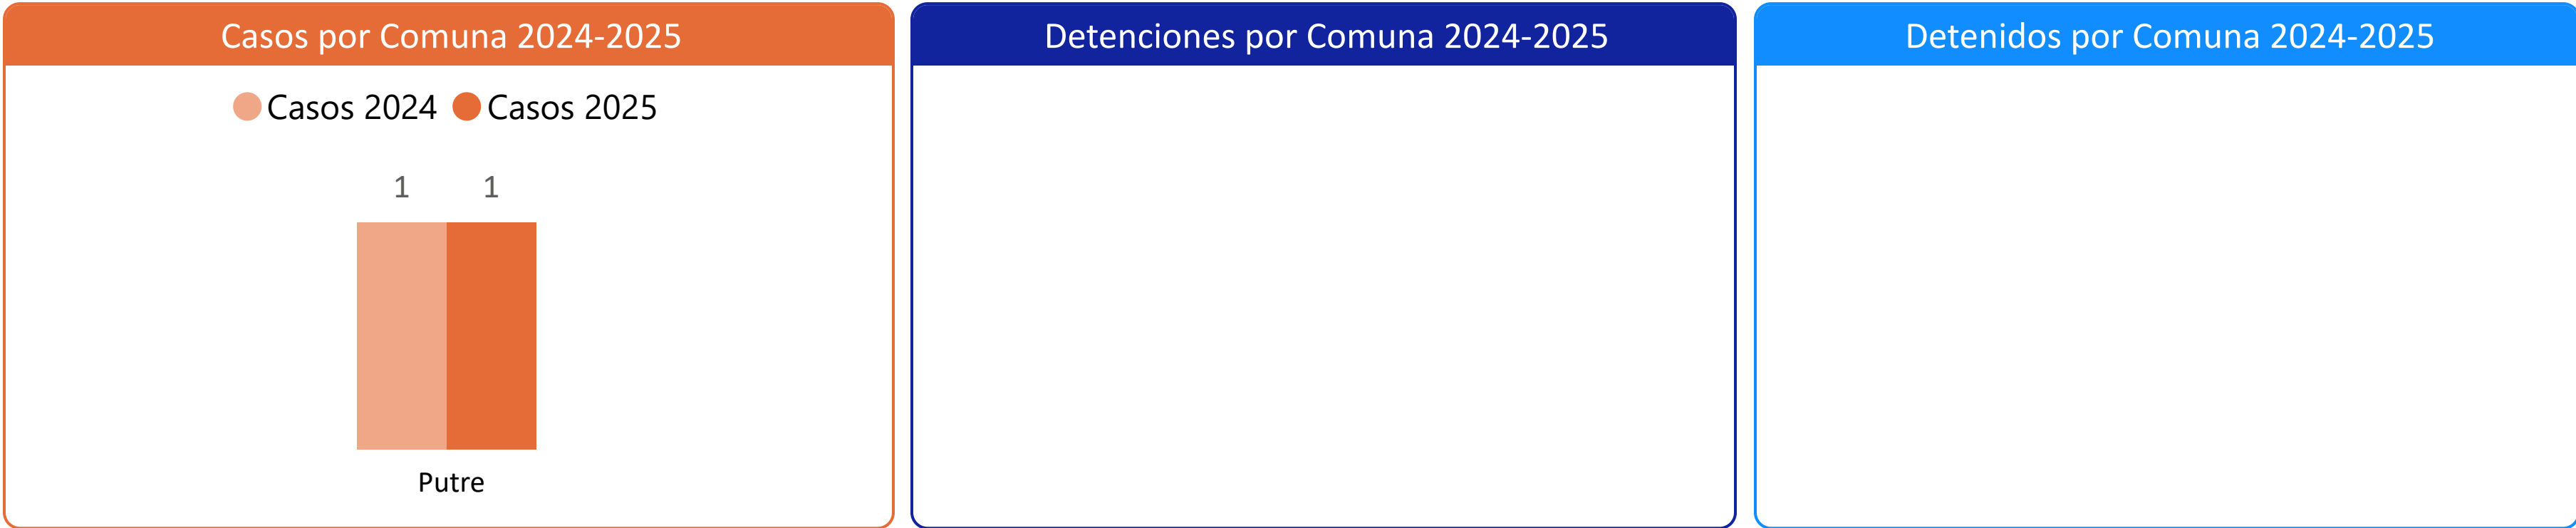 Casos por Comuna 2024-2025
Casos 2024 Casos 2025
1 1
Putre
Detenciones por Comuna 2024-2025
Detenidos por Comuna 2024-2025